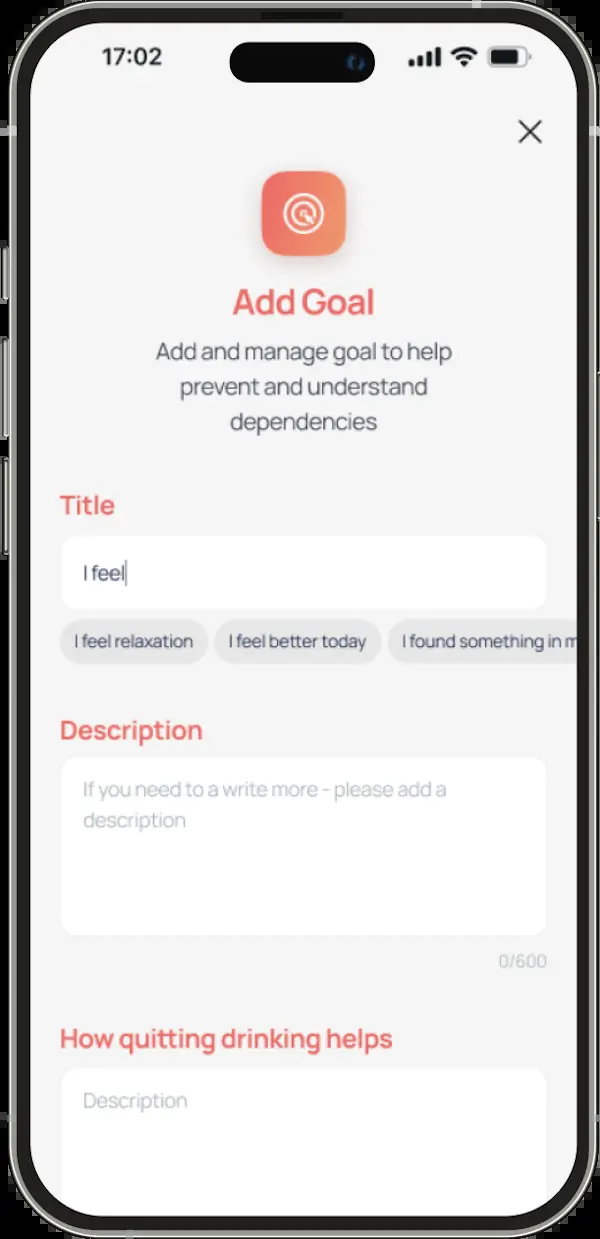 17:02
Add Goal
Add and manage goal to help
prevent and understand
dependencies
Title
I feel
I feel relaxation
I feel better today
I found something in m
Description
If you need to a write more - please add a
description
0/600
How quitting drinking helps
Description